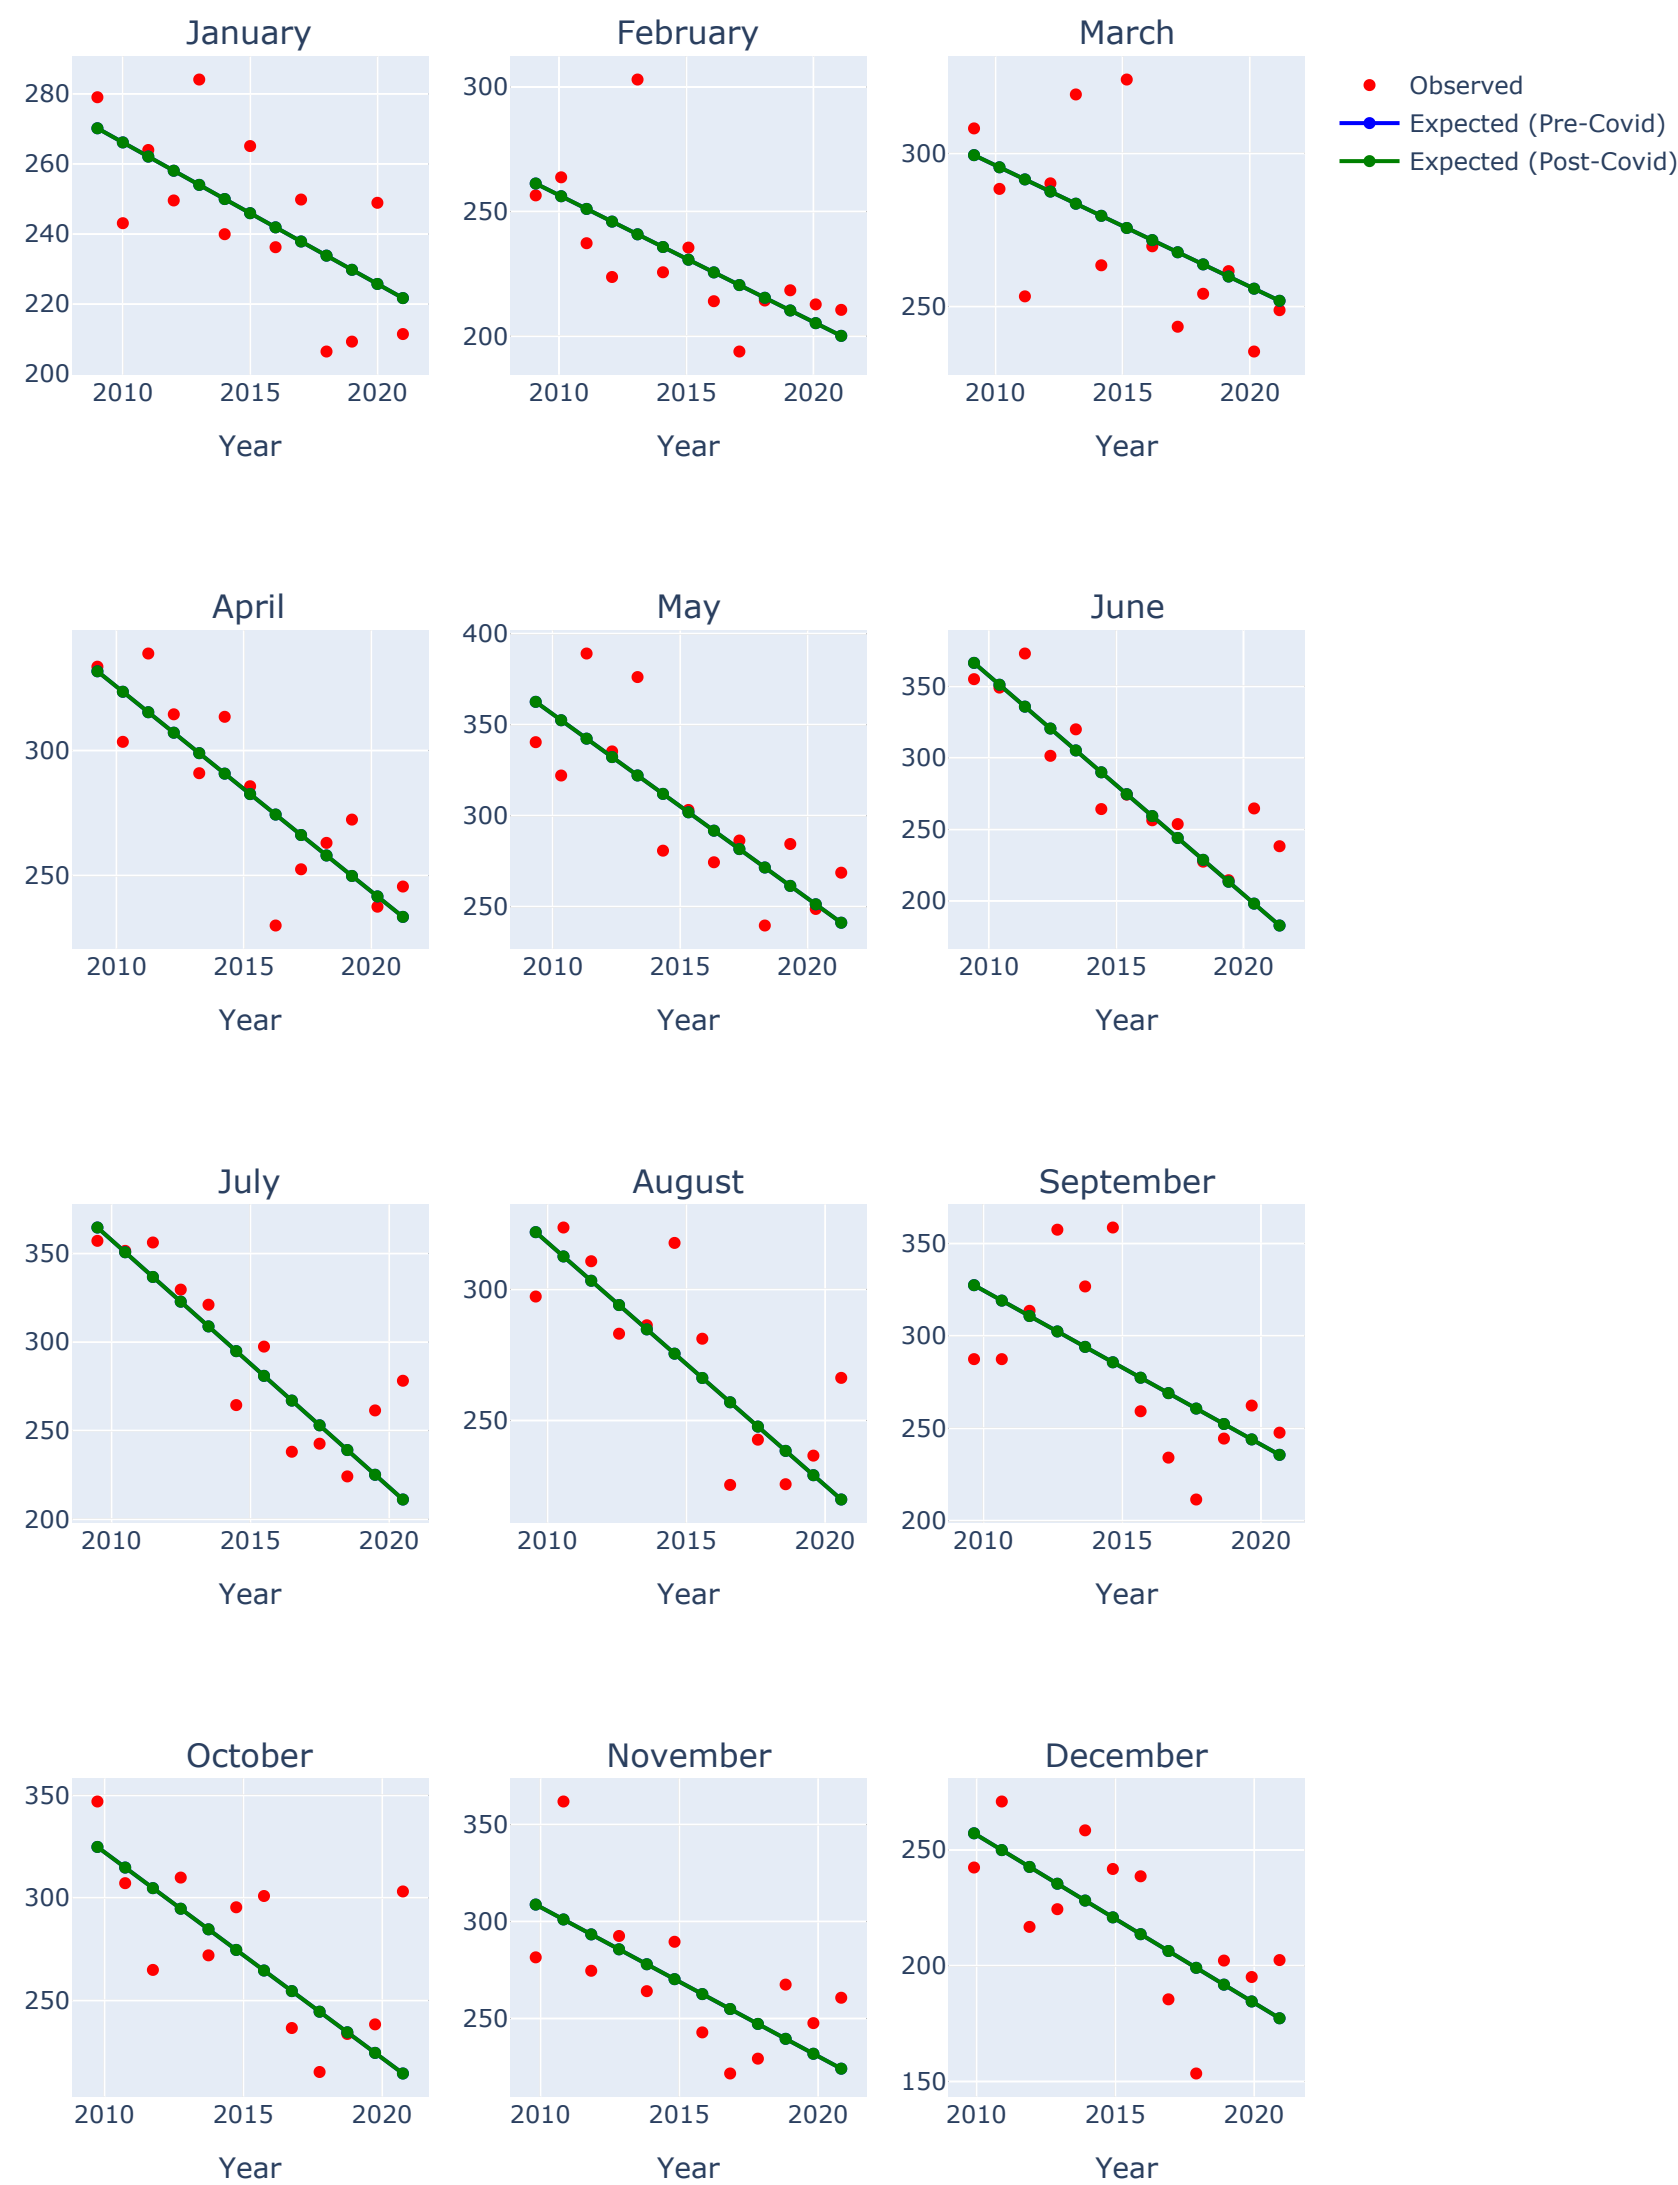 January
February
March
280
260
240
220
200
2010
2015
2020
Year
300
250
200
2010
2015
2020
Year
300
250
2010
2015
2020
Year
Observed
Expected (Pre-Covid)
Expected (Post-Covid)
April
May
June
300
250
2010
2015
2020
Year
400
350
300
250
2010
2015
2020
Year
350
300
250
200
2010
2015
2020
Year
July
August
September
350
300
250
200
2010
2015
2020
Year
300
250
2010
2015
2020
Year
350
300
250
200
2010
2015
2020
Year
October
November
December
350
300
250
2010
2015
2020
Year
350
300
250
2010
2015
2020
Year
250
200
150
2010
2015
2020
Year